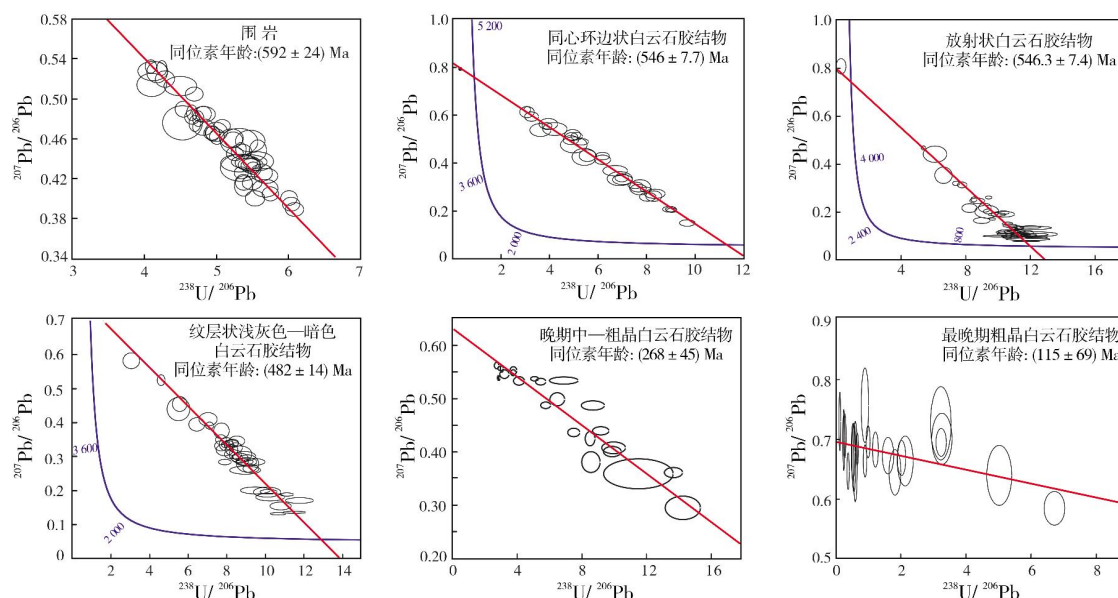 围 岩
同位素年龄:(592 ± 24) Ma
0.58
0.54
0.50
0.46
0.42
0.38
0.34
²⁰⁷Pb/ ²⁰⁶Pb
3 4 5 6 7
²³⁸U/ ²⁰⁶Pb
同心环边状白云石胶结物
同位素年龄: (546 ± 7.7) Ma
5 200
3 600
2 000
1.0
0.8
0.6
0.4
0.2
0
²⁰⁷Pb/ ²⁰⁶Pb
0 2 4 6 8 10 12
²³⁸U/ ²⁰⁶Pb
放射状白云石胶结物
同位素年龄: (546.3 ± 7.4) Ma
4 000
2 400
800
1.0
0.8
0.6
0.4
0.2
0
²⁰⁷Pb/ ²⁰⁶Pb
0 4 8 12 16
²³⁸U/ ²⁰⁶Pb
纹层状浅灰色—暗色
白云石胶结物
同位素年龄: (482 ± 14) Ma
3 600
2 000
0.7
0.6
0.5
0.4
0.3
0.2
0.1
0
²⁰⁷Pb/ ²⁰⁶Pb
2 4 6 8 10 12 14
²³⁸U/ ²⁰⁶Pb
晚期中—粗晶白云石胶结物
同位素年龄: (268 ± 45) Ma
0.60
0.50
0.40
0.30
0.20
²⁰⁷Pb/ ²⁰⁶Pb
0 4 8 12 16
²³⁸U/ ²⁰⁶Pb
最晚期粗晶白云石胶结物
同位素年龄: (115 ± 69) Ma
0.9
0.8
0.7
0.6
0.5
²⁰⁷Pb/ ²⁰⁶Pb
0 2 4 6 8
²³⁸U/ ²⁰⁶Pb